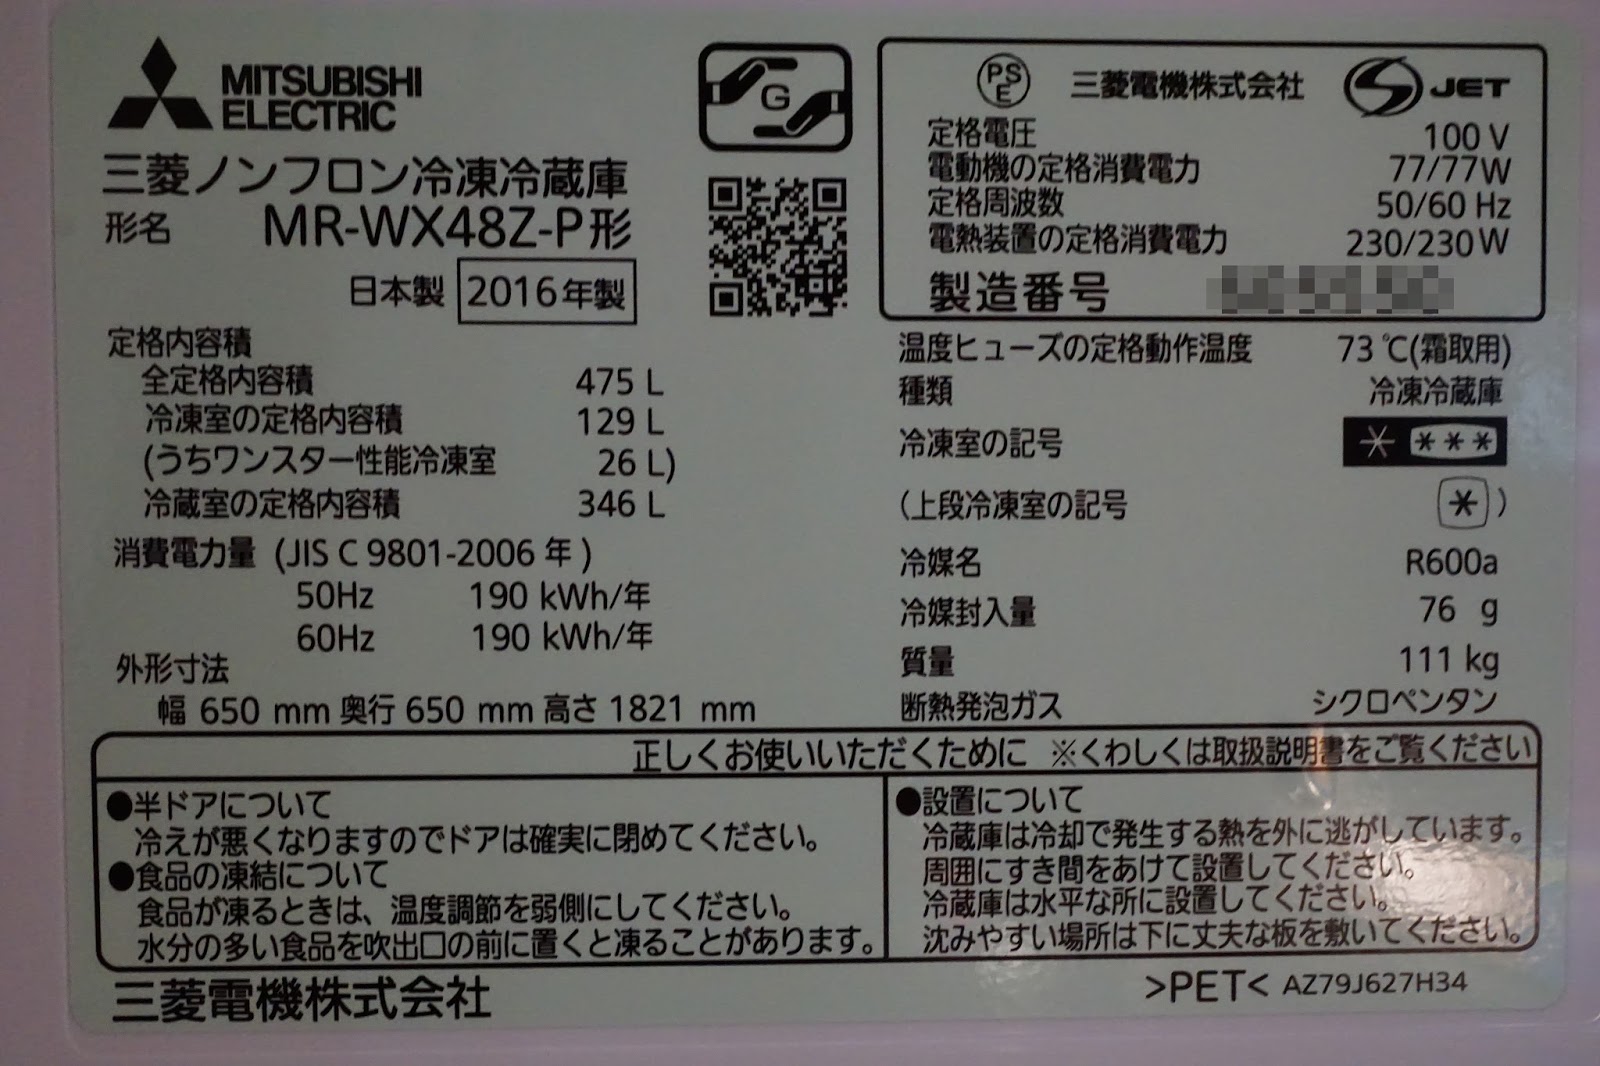 MITSUBISHI
ELECTRIC
三菱ノンフロン冷凍冷蔵庫
形名 MR-WX48Z-P形
日本製 2016年製
定格内容積
全定格内容積 475 L
冷凍室の定格内容積 129 L
(うちワンスター性能冷凍室 26 L)
冷蔵室の定格内容積 346 L
消費電力量 (JIS C 9801-2006 年 )
50Hz 190 kWh/年
60Hz 190 kWh/年
外形寸法
幅 650 mm 奥行 650 mm 高さ 1821 mm
G
PS
E
三菱電機株式会社 JET
定格電圧 100 V
電動機の定格消費電力 77/77W
定格周波数 50/60 Hz
電熱装置の定格消費電力 230/230W
製造番号
温度ヒューズの定格動作温度 73 ℃(霜取用)
種類 冷凍冷蔵庫
冷凍室の記号 * ***
(上段冷凍室の記号 * )
冷媒名 R600a
冷媒封入量 76 g
質量 111 kg
断熱発泡ガス シクロペンタン
正しくお使いいただくために ※くわしくは取扱説明書をご覧ください
●半ドアについて
冷えが悪くなりますのでドアは確実に閉めてください。
●食品の凍結について
食品が凍るときは、温度調節を弱側にしてください。
水分の多い食品を吹出口の前に置くと凍ることがあります。
●設置について
冷蔵庫は冷却で発生する熱を外に逃がしています。
周囲にすき間をあけて設置してください。
冷蔵庫は水平な所に設置してください。
沈みやすい場所は下に丈夫な板を敷いてください。
三菱電機株式会社
>PET< AZ79J627H34